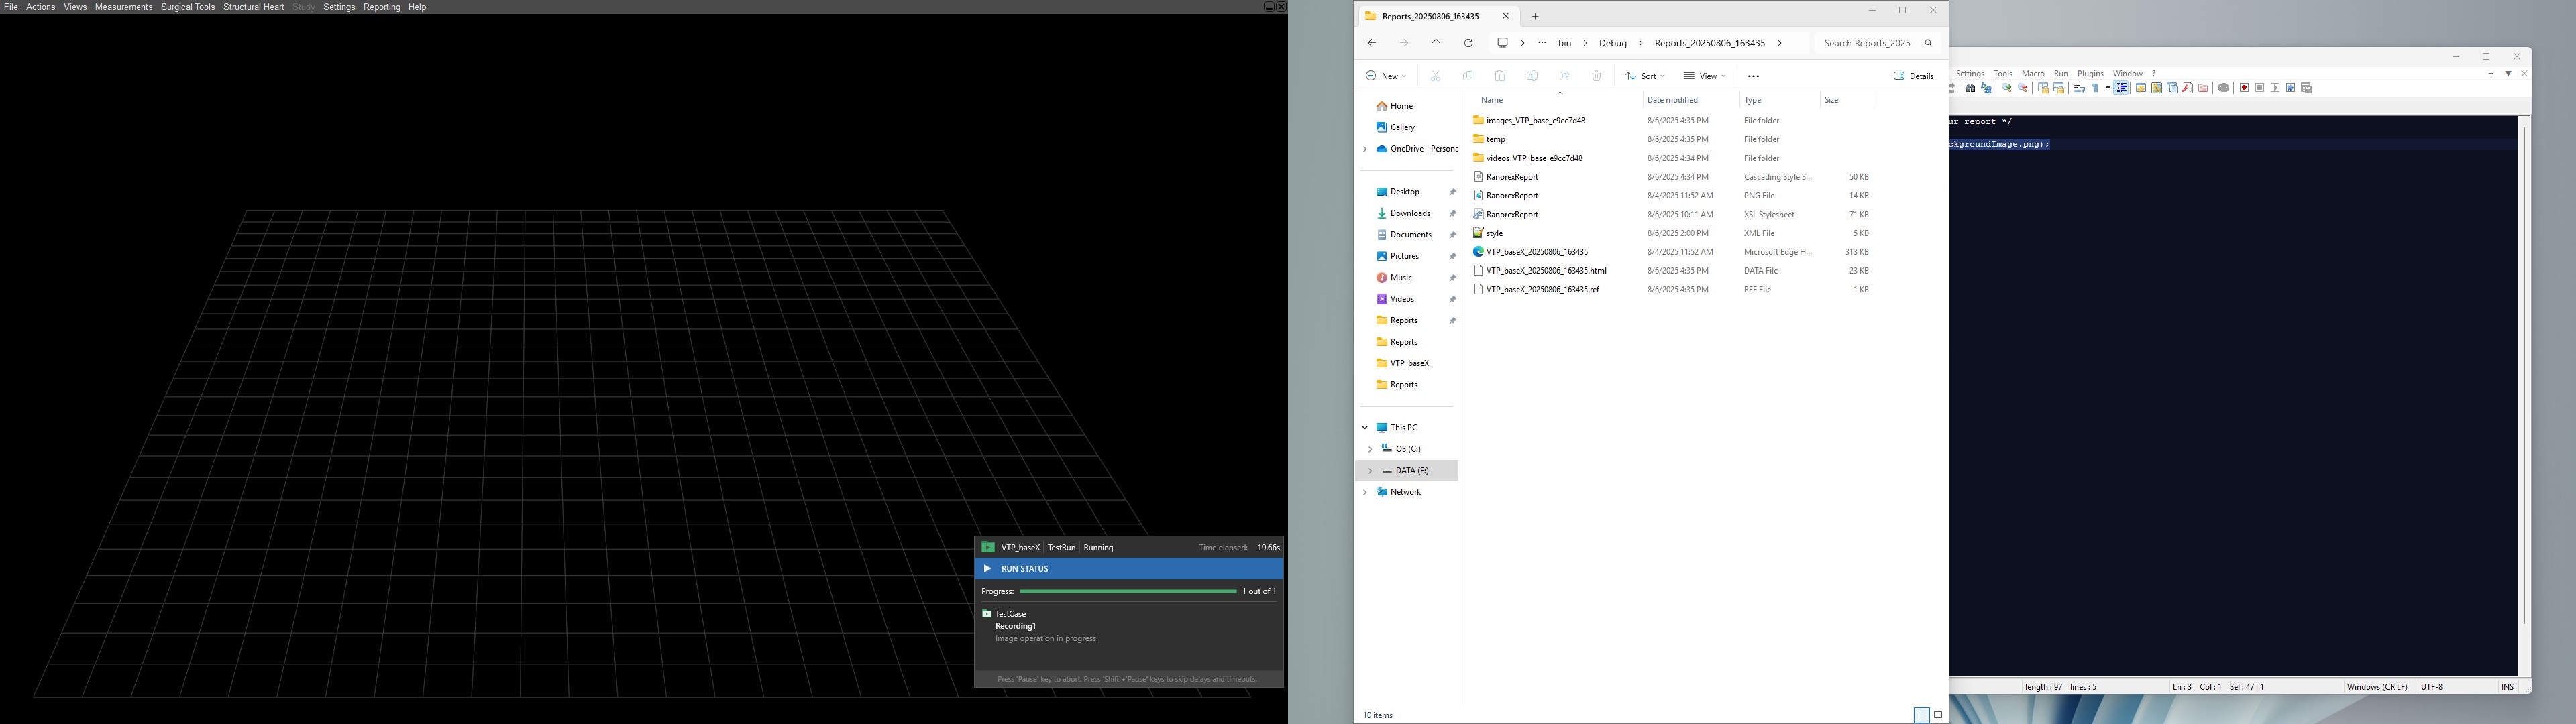 File Actions Views Measurements Surgical Tools Structural Heart Study Settings Reporting Help
VTP_baseX TestRun Running Time elapsed: 19.66s
RUN STATUS
Progress: 1 out of 1
TestCase
Recording1
Image operation in progress.
Press 'Pause' key to abort. Press 'Shift'+'Pause' keys to skip delays and timeouts.
Reports_20250806_163435
bin Debug Reports_20250806_163435 Search Reports_2025
New Sort View Details
Home
Gallery
OneDrive - Persona
Desktop
Downloads
Documents
Pictures
Music
Videos
Reports
Reports
VTP_baseX
Reports
This PC
OS (C:)
DATA (E:)
Network
Name Date modified Type Size
images_VTP_base_e9cc7d48 8/6/2025 4:35 PM File folder
temp 8/6/2025 4:35 PM File folder
videos_VTP_base_e9cc7d48 8/6/2025 4:34 PM File folder
RanorexReport 8/6/2025 4:34 PM Cascading Style S... 50 KB
RanorexReport 8/4/2025 11:52 AM PNG File 14 KB
RanorexReport 8/6/2025 10:11 AM XSL Stylesheet 71 KB
style 8/6/2025 2:00 PM XML File 5 KB
VTP_baseX_20250806_163435 8/4/2025 11:52 AM Microsoft Edge H... 313 KB
VTP_baseX_20250806_163435.html 8/6/2025 4:35 PM DATA File 23 KB
VTP_baseX_20250806_163435.ref 8/6/2025 4:35 PM REF File 1 KB
10 items
Settings Tools Macro Run Plugins Window ?
ur report */
ckgroundImage.png);
length : 97 lines : 5 Ln : 3 Col : 1 Sel : 47 | 1 Windows (CR LF) UTF-8 INS